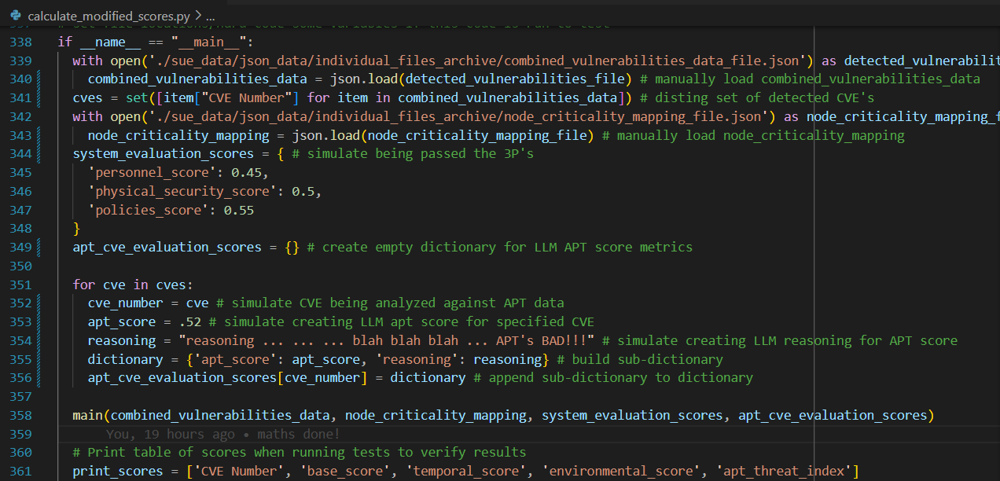 calculate_modified_scores.py > ...
338 if __name__ == "__main__":
339 with open('./sue_data/json_data/individual_files_archive/combined_vulnerabilities_data_file.json') as detected_vulnerabilit
340 combined_vulnerabilities_data = json.load(detected_vulnerabilities_file) # manually load combined_vulnerabilities_data
341 cves = set([item["CVE Number"] for item in combined_vulnerabilities_data]) # disting set of detected CVE's
342 with open('./sue_data/json_data/individual_files_archive/node_criticality_mapping_file.json') as node_criticality_mapping_f
343 node_criticality_mapping = json.load(node_criticality_mapping_file) # manually load node_criticality_mapping
344 system_evaluation_scores = { # simulate being passed the 3P's
345 'personnel_score': 0.45,
346 'physical_security_score': 0.5,
347 'policies_score': 0.55
348 }
349 apt_cve_evaluation_scores = {} # create empty dictionary for LLM APT score metrics
350
351 for cve in cves:
352 cve_number = cve # simulate CVE being analyzed against APT data
353 apt_score = .52 # simulate creating LLM apt score for specified CVE
354 reasoning = "reasoning ... ... ... blah blah blah ... APT's BAD!!!" # simulate creating LLM reasoning for APT score
355 dictionary = {'apt_score': apt_score, 'reasoning': reasoning} # build sub-dictionary
356 apt_cve_evaluation_scores[cve_number] = dictionary # append sub-dictionary to dictionary
357
358 main(combined_vulnerabilities_data, node_criticality_mapping, system_evaluation_scores, apt_cve_evaluation_scores)
359 You, 19 hours ago • maths done!
360 # Print table of scores when running tests to verify results
361 print_scores = ['CVE Number', 'base_score', 'temporal_score', 'environmental_score', 'apt_threat_index']